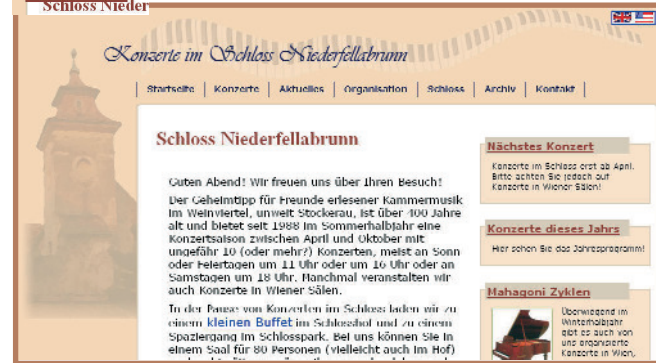 Schloss Nieder
Konzerte im Schloss Niederfellabrunn
Startseite | Konzerte | Aktuelles | Organisation | Schloss | Archiv | Kontakt |
Schloss Niederfellabrunn
Guten Abend! Wir freuen uns über Ihren Besuch!
Der Geheimtipp für Freunde erlesener Kammermusik
im Weinviertel, unweit Stockerau, ist über 400 Jahre
alt und bietet seit 1988 im Sommerhalbjahr eine
Konzertsaison zwischen April und Oktober mit
ungefähr 10 (oder mehr?) Konzerten, meist an Sonn
oder Feiertagen um 11 Uhr oder um 16 Uhr oder an
Samstagen um 18 Uhr. Manchmal veranstalten wir
auch Konzerte in Wiener Sälen.
In der Pause von Konzerten im Schloss laden wir zu
einem kleinen Buffet im Schlosshof und zu einem
Spaziergang im Schlosspark. Bei uns können Sie in
einem Saal für 80 Personen (vielleicht auch im Hof)
Nächstes Konzert
Konzerte im Schloss erst ab April.
Bitte achten Sie jedoch auf
Konzerte in Wiener Sälen!
Konzerte dieses Jahrs
Hier sehen Sie das Jahresprogramm!
Mahagoni Zyklen
Überwiegend im
Winterhalbjahr
gibt es auch von
uns organisierte
Konzerte in Wien,